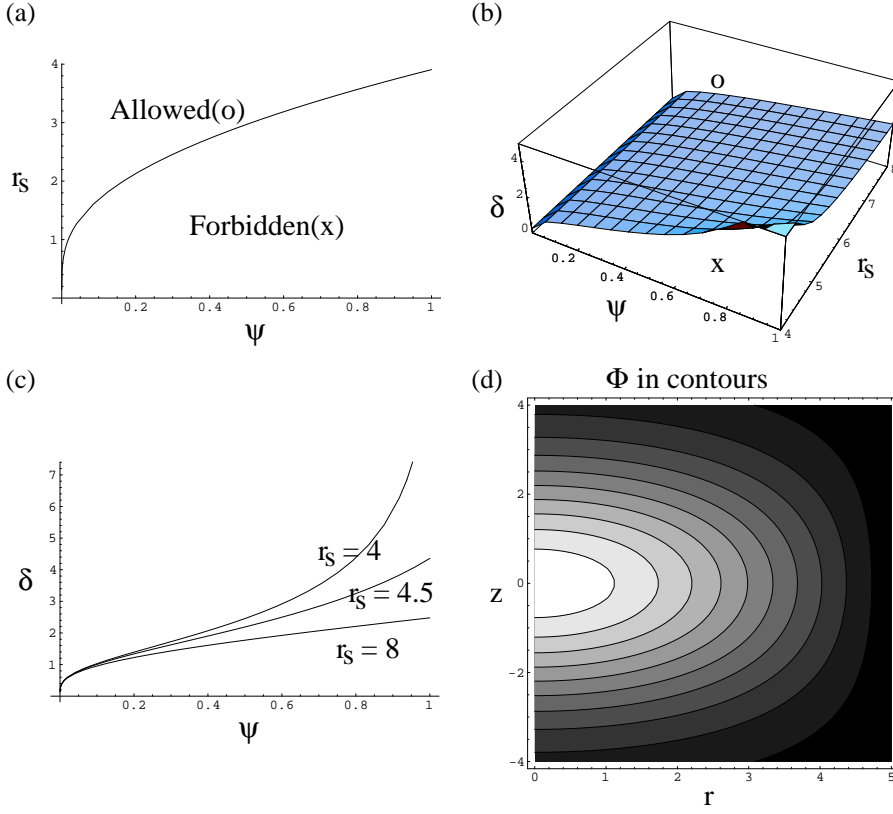 (a)
4
3
2
1
r_s
Allowed(o)
Forbidden(x)
0.2 0.4 0.6 0.8 1
ψ
(b)
o
4
2
0
δ
x
0.2
0.4
0.6
0.8
1
ψ
4
5
6
7
8
r_s
(c)
7
6
5
4
3
2
1
δ
r_s = 4
r_s = 4.5
r_s = 8
0.2 0.4 0.6 0.8 1
ψ
(d)
Φ in contours
4
2
0
-2
-4
z
0 1 2 3 4 5
r